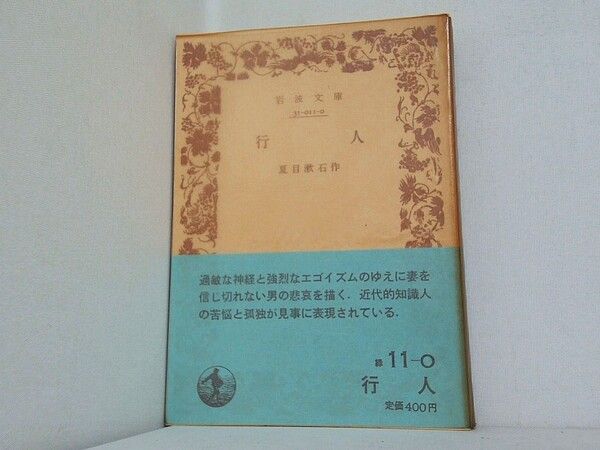 岩波文庫
31-011-0
行人
夏目漱石作
過敏な神経と強烈なエゴイズムのゆえに妻を
信じ切れない男の悲哀を描く．近代的知識人
の苦悩と孤独が見事に表現されている．
緑 11-0
行人
定価400円